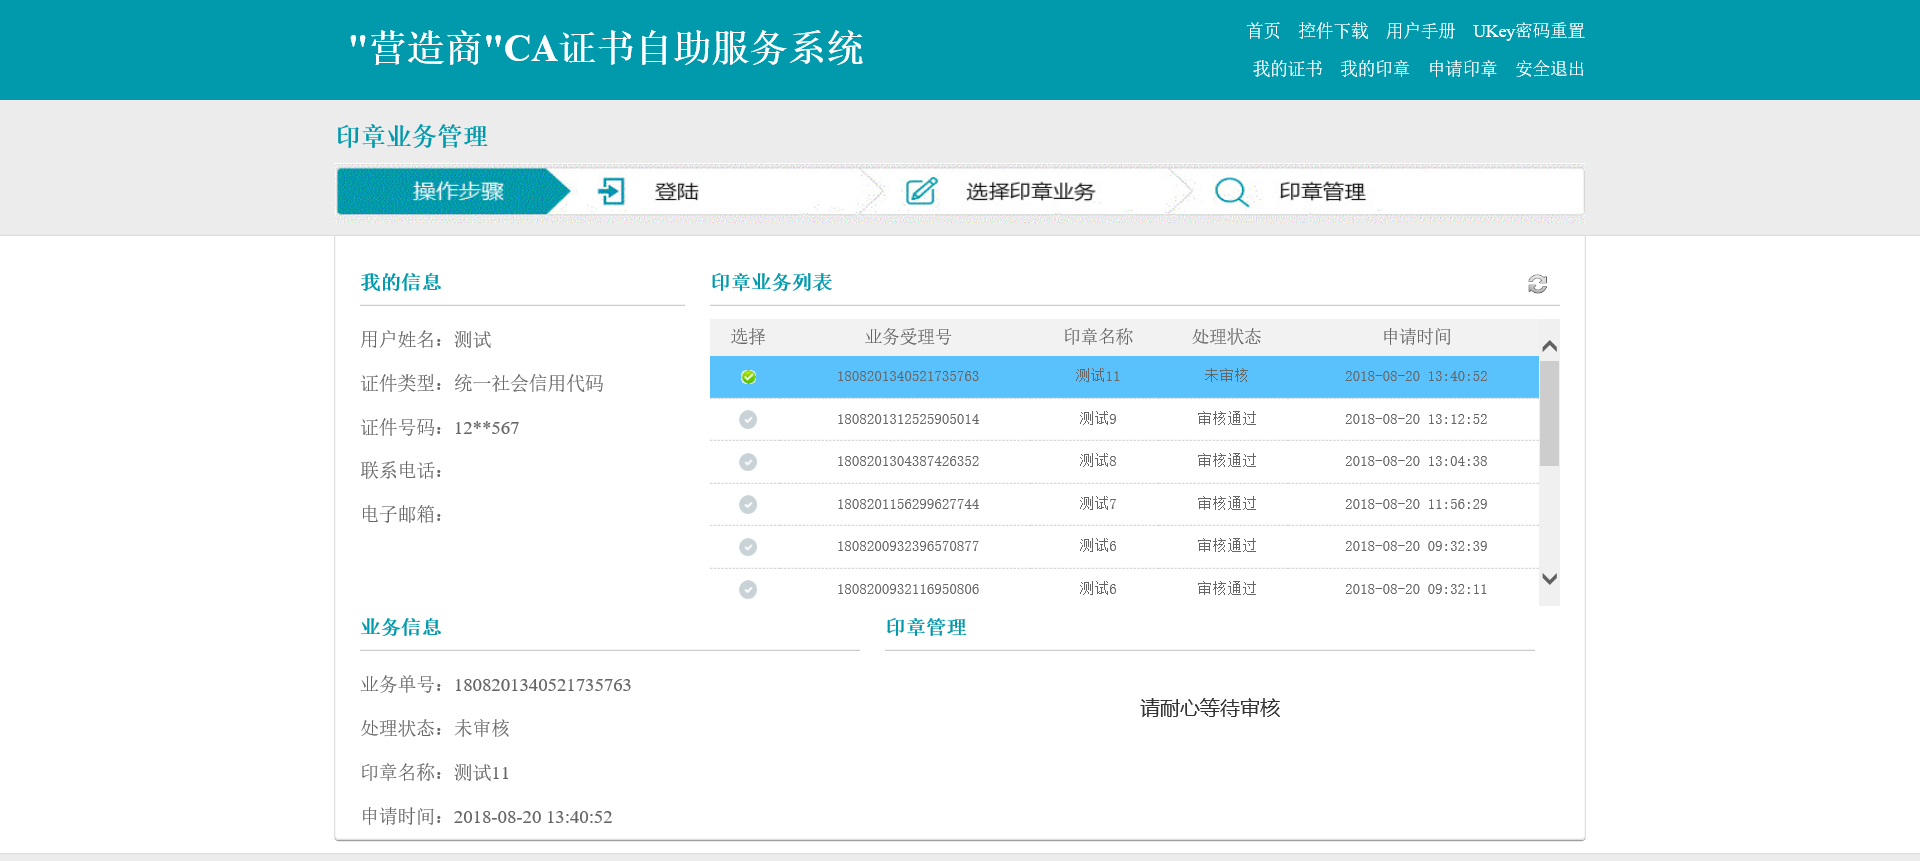 "营造商"CA证书自助服务系统
首页 控件下载 用户手册 UKey密码重置
我的证书 我的印章 申请印章 安全退出
印章业务管理
操作步骤 登陆 选择印章业务 印章管理
我的信息
用户姓名：测试
证件类型：统一社会信用代码
证件号码：12**567
联系电话：
电子邮箱：
印章业务列表
选择 业务受理号 印章名称 处理状态 申请时间
1808201340521735763 测试11 未审核 2018-08-20 13:40:52
1808201312525905014 测试9 审核通过 2018-08-20 13:12:52
1808201304387426352 测试8 审核通过 2018-08-20 13:04:38
1808201156299627744 测试7 审核通过 2018-08-20 11:56:29
1808200932396570877 测试6 审核通过 2018-08-20 09:32:39
1808200932116950806 测试6 审核通过 2018-08-20 09:32:11
业务信息
业务单号：1808201340521735763
处理状态：未审核
印章名称：测试11
申请时间：2018-08-20 13:40:52
印章管理
请耐心等待审核